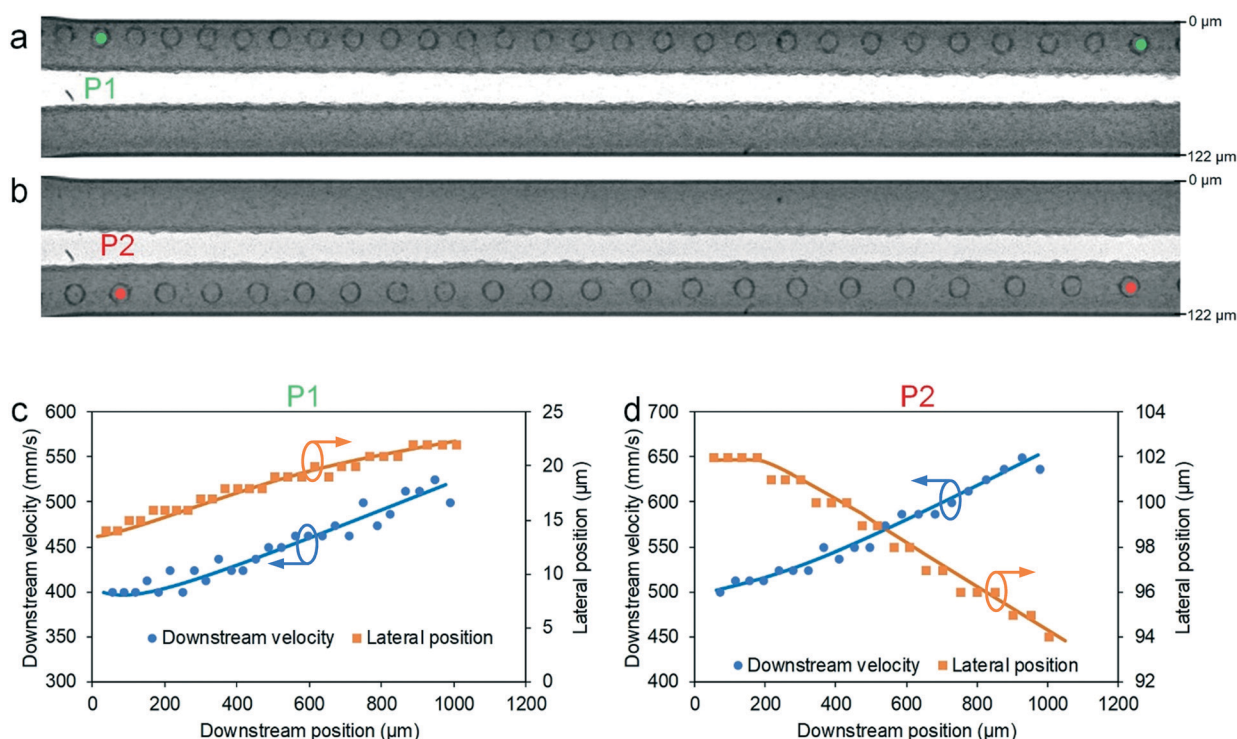 a
0 µm
P1
122 µm
b
0 µm
P2
122 µm
c
P1
Downstream velocity (mm/s)
600
550
500
450
400
350
300
25
20
15
10
5
0
Lateral position (µm)
Downstream velocity
Lateral position
0 200 400 600 800 1000 1200
Downstream position (µm)
d
P2
Downstream velocity (mm/s)
700
650
600
550
500
450
400
104
102
100
98
96
94
92
Lateral position (µm)
Downstream velocity
Lateral position
0 200 400 600 800 1000 1200
Downstream position (µm)